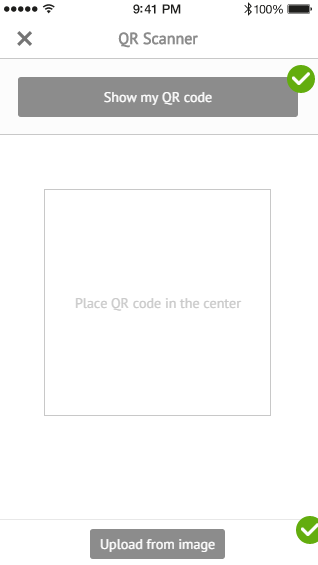 9:41 PM 100%
QR Scanner
Show my QR code
Place QR code in the center
Upload from image